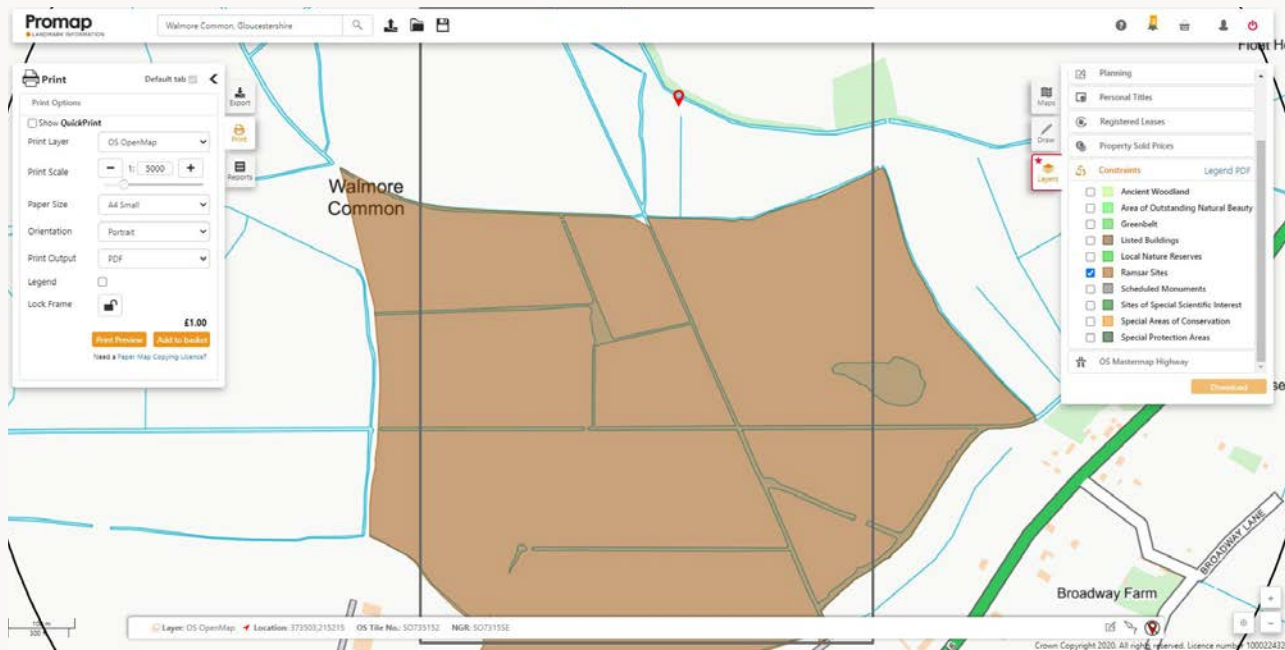 Promap
LANDMARK INFORMATION
Walmore Common, Gloucestershire
Print
Default tab
Print Options
Show QuickPrint
Print Layer
OS OpenMap
Print Scale
1:
5000
Paper Size
A4 Small
Orientation
Portrait
Print Output
PDF
Legend
Lock Frame
£1.00
Print Preview
Add to basket
Need a Paper Map Copying License?
Export
Print
Reports
Walmore
Common
Maps
Draw
Layers
Planning
Personal Titles
Registered Leases
Property Sold Prices
Constraints
Legend PDF
Ancient Woodland
Area of Outstanding Natural Beauty
Greenbelt
Listed Buildings
Local Nature Reserves
Ramsar Sites
Scheduled Monuments
Sites of Special Scientific Interest
Special Areas of Conservation
Special Protection Areas
OS Mastermap Highway
Download
BROADWAY LANE
Broadway Farm
Layer: OS OpenMap Location: 373503,215215 OS Tile No.: SO735152 NGR: SO7315SE
Crown Copyright 2020. All rights reserved. Licence number 100022432